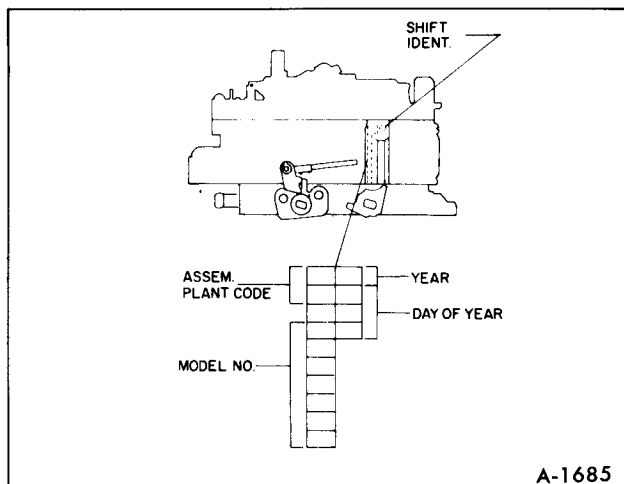 SHIFT
IDENT.
ASSEM.
PLANT CODE
YEAR
DAY OF YEAR
MODEL NO.
A-1685